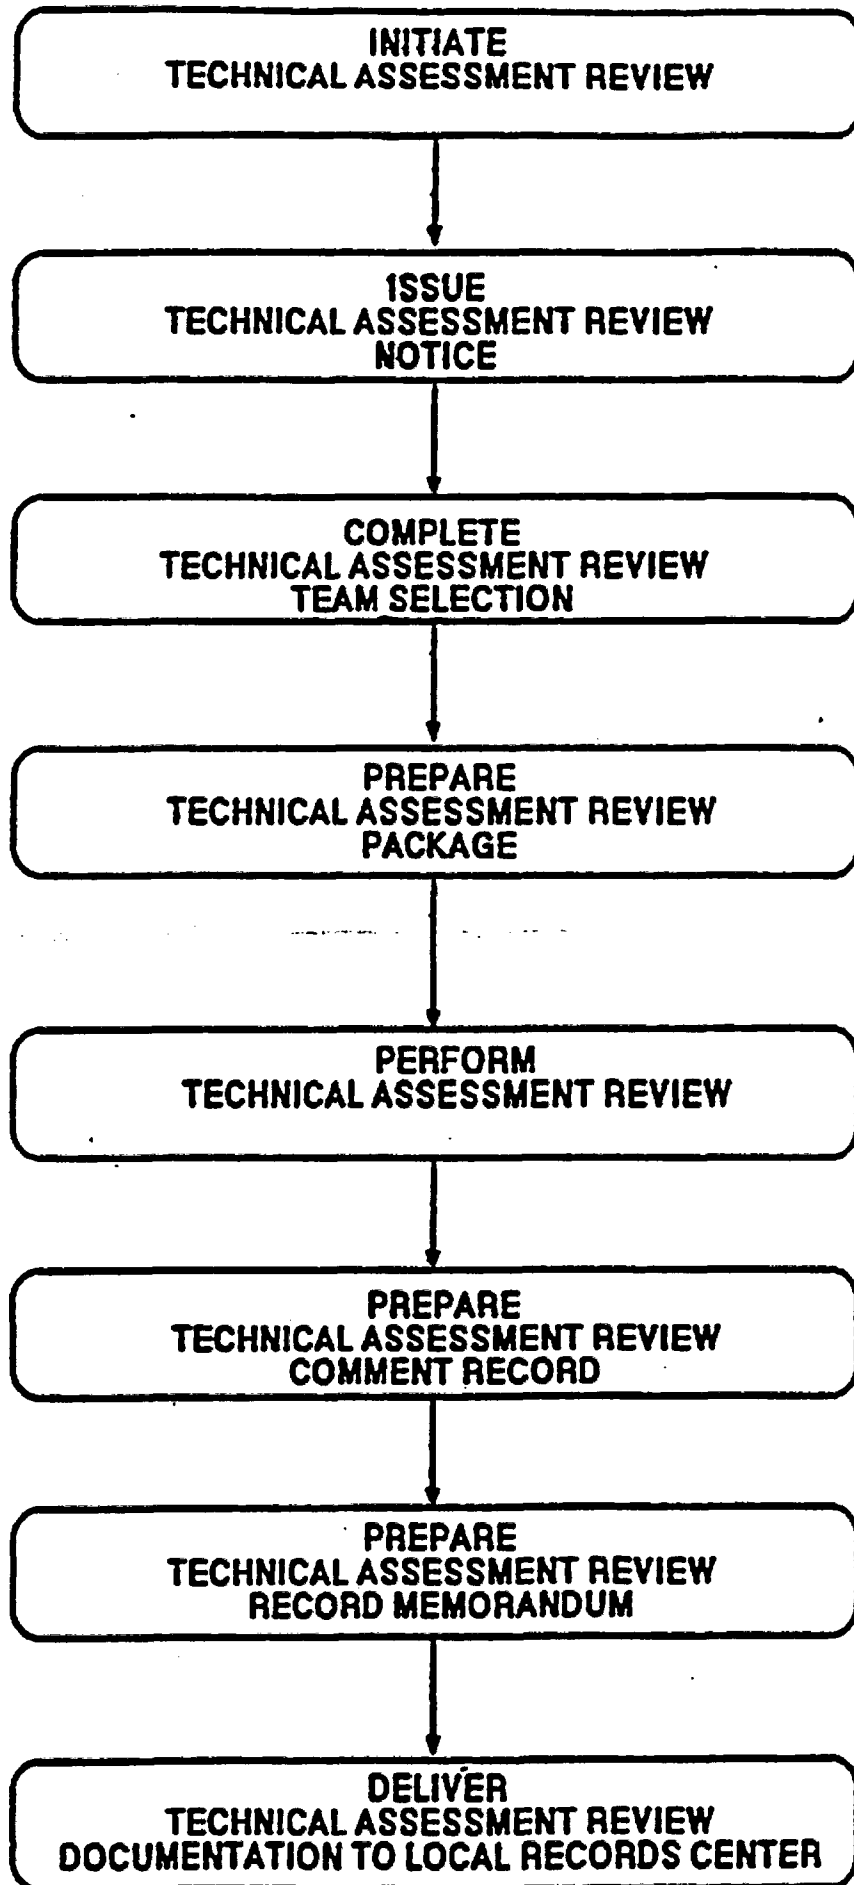 INITIATE
TECHNICAL ASSESSMENT REVIEW
ISSUE
TECHNICAL ASSESSMENT REVIEW
NOTICE
COMPLETE
TECHNICAL ASSESSMENT REVIEW
TEAM SELECTION
PREPARE
TECHNICAL ASSESSMENT REVIEW
PACKAGE
PERFORM
TECHNICAL ASSESSMENT REVIEW
PREPARE
TECHNICAL ASSESSMENT REVIEW
COMMENT RECORD
PREPARE
TECHNICAL ASSESSMENT REVIEW
RECORD MEMORANDUM
DELIVER
TECHNICAL ASSESSMENT REVIEW
DOCUMENTATION TO LOCAL RECORDS CENTER